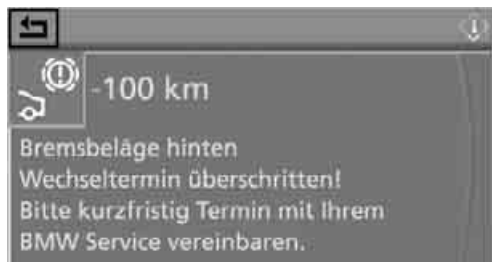 -100 km
Bremsbeläge hinten
Wechseltermin überschritten!
Bitte kurzfristig Termin mit Ihrem
BMW Service vereinbaren.